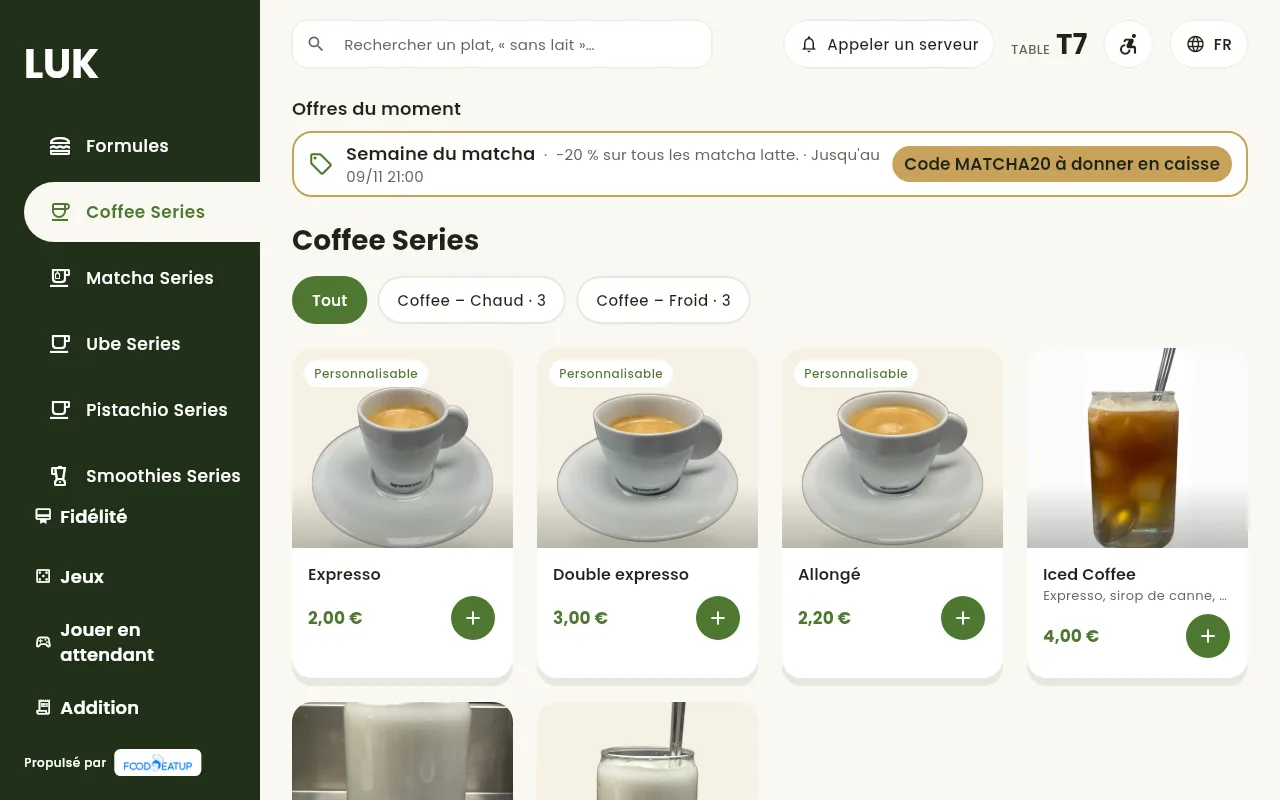 LUK
Formules
Coffee Series
Matcha Series
Ube Series
Pistachio Series
Smoothies Series
Fidélité
Jeux
Jouer en
attendant
Addition
Propulsé par
FOOD EATUP
Rechercher un plat, « sans lait »…
Appeler un serveur
TABLE T7
FR
Offres du moment
Semaine du matcha · −20 % sur tous les matcha latte. · Jusqu'au
09/11 21:00
Code MATCHA20 à donner en caisse
Coffee Series
Tout
Coffee – Chaud · 3
Coffee – Froid · 3
Personnalisable
Personnalisable
Personnalisable
Expresso
2,00 €
Double expresso
3,00 €
Allongé
2,20 €
Iced Coffee
Expresso, sirop de canne, …
4,00 €